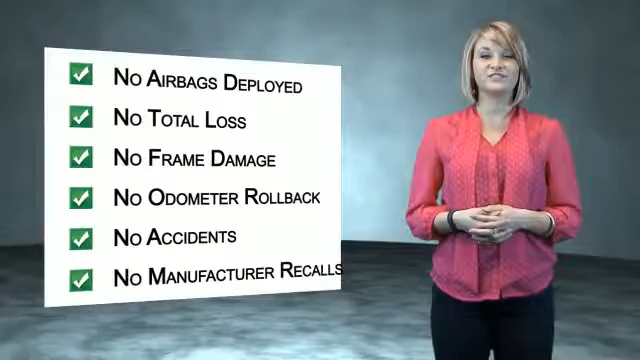 No Airbags Deployed
No Total Loss
No Frame Damage
No Odometer Rollback
No Accidents
No Manufacturer Recalls